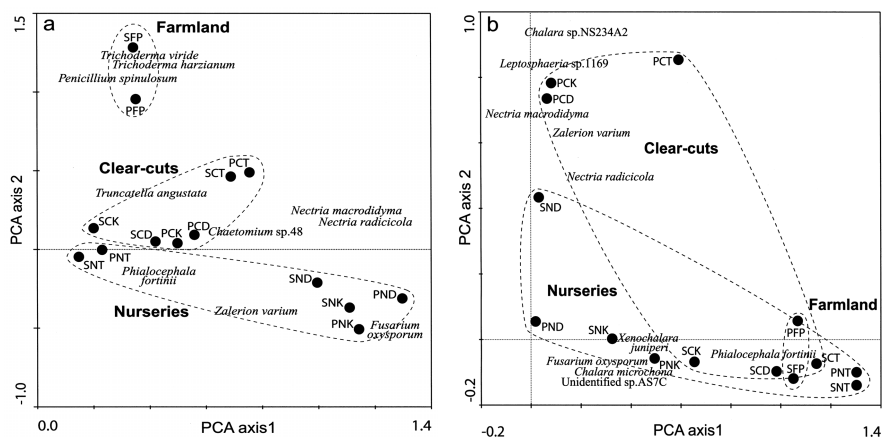 a
1.5
Farmland
SFP
Trichoderma viride
Trichoderma harzianum
Penicillium spinulosum
PFP
Clear-cuts
PCT
SCT
Truncatella angustata
Nectria macrodidyma
Nectria radicicola
SCK
SCD PCK PCD
Chaetomium sp.48
SNT PNT
Phialocephala
fortinii
SND
PND
SNK
Nurseries
Zalerion varium
PNK
Fusarium
oxysporum
PCA axis 2
-1.0
0.0
PCA axis1
1.4
b
1.0
Chalara sp.NS234A2
Leptosphaeria sp.1169
PCT
PCK
PCD
Nectria macrodidyma
Zalerion varium
Clear-cuts
Nectria radicicola
SND
Nurseries
Farmland
PND
SNK
PFP
Xenochalara
juniperi
SCK
Phialocephala fortinii
SCT
Fusarium oxysporum
PNK
SCD
SFP
PNT
Chalara microchona
Unidentified sp.AS7C
SNT
PCA axis 2
-0.2
-0.2
PCA axis1
1.4